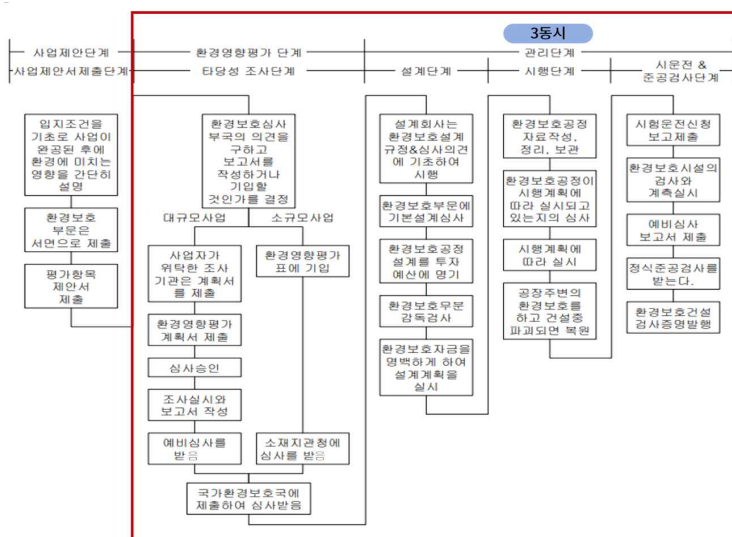 3동시
사업제안단계
환경영향평가 단계
관리단계
사업제안서제출단계
타당성 조사단계
설계단계
시행단계
시운전 &
준공검사단계
입지조건을
기초로 사업이
완공된 후에
환경에 미치는
영향을 간단히
설명
환경보호
부문은
서면으로 제출
평가항목
제안서
제출
환경보호심사
부국의 의견을
구하고
보고서를
작성하거나
기입할
것인가를 결정
대규모사업
소규모사업
사업자가
위탁한 조사
기관은 계획서
를 제출
환경영향평가
계획서 제출
심사승인
조사실시와
보고서 작성
예비심사를
받음
환경영향평가
표에 기입
소재지관청에
심사를 받음
국가환경보호국에
제출하여 심사받음
설계회사는
환경보호설계
규정&심사의견
에 기초하여
시행
환경보호부문에
기본설계심사
환경보호공정
설계를 투자
예산에 명기
환경보호부문
감독검사
환경보호자금을
명백하게 하여
설계계획을
실시
환경보호공정
자료작성,
정리, 보관
환경보호공정이
시행계획에
따라 실시되고
있는지의 심사
시행계획에
따라 실시
공장주변의
환경보호를
하고 건설중
파괴되면 복원
시험운전신청
보고제출
환경보호시설의
검사와
계측실시
예비심사
보고서 제출
정식준공검사를
받는다.
환경보호건설
검사증명발행